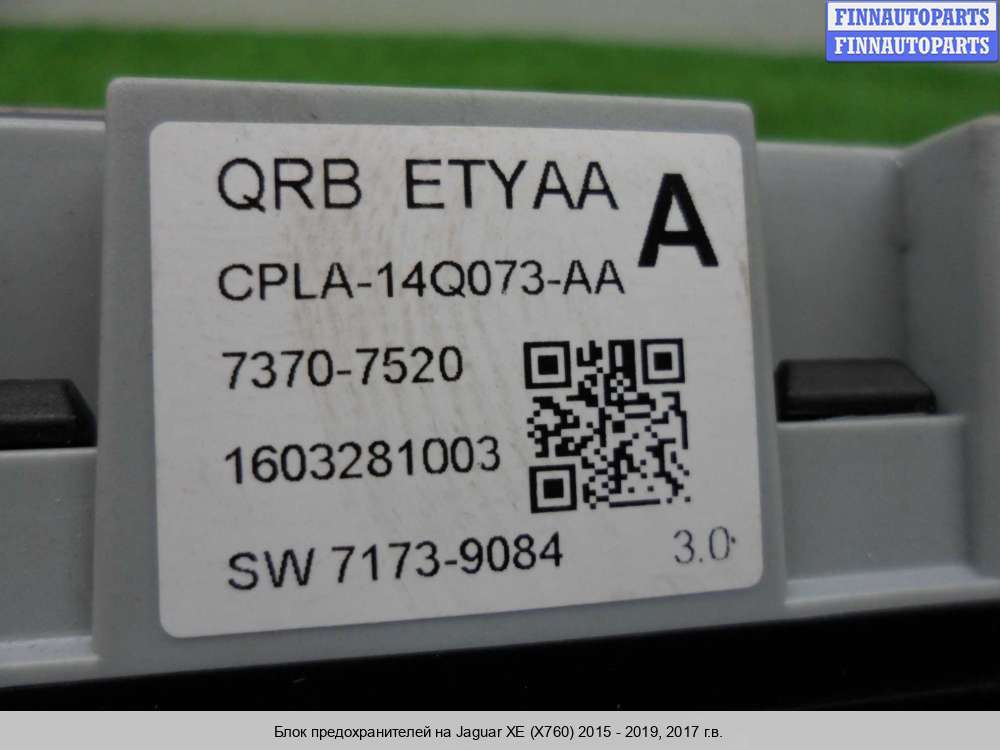 FINNAUTOPARTS
FINNAUTOPARTS
QRB ETYAA A
CPLA-14Q073-AA
7370-7520
1603281003
SW 7173-9084 3.0
Блок предохранителей на Jaguar XE (X760) 2015 - 2019, 2017 г.в.